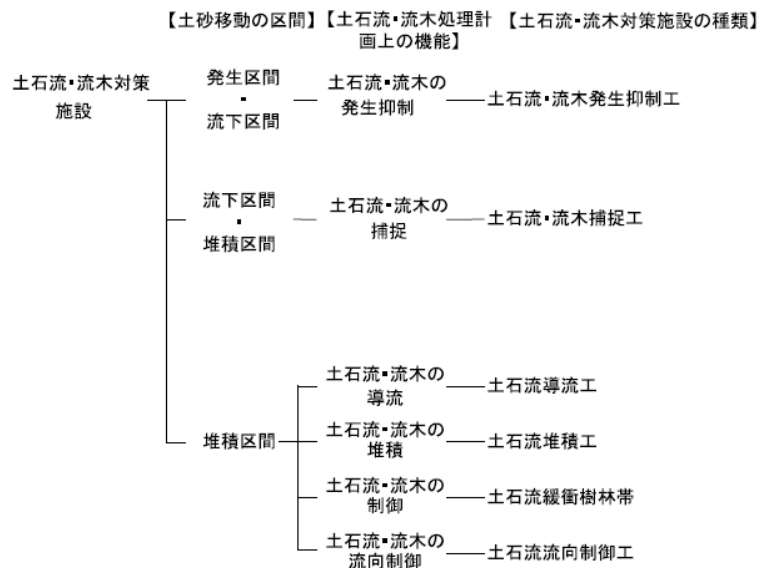 【土砂移動の区間】【土石流・流木処理計
画上の機能】
【土石流・流木対策施設の種類】
土石流・流木対策
施設
発生区間
・
流下区間
土石流・流木の
発生抑制
土石流・流木発生抑制工
流下区間
・
堆積区間
土石流・流木の
捕捉
土石流・流木捕捉工
堆積区間
土石流・流木の
導流
土石流導流工
土石流・流木の
堆積
土石流堆積工
土石流・流木の
制御
土石流緩衝樹林帯
土石流・流木の
流向制御
土石流流向制御工